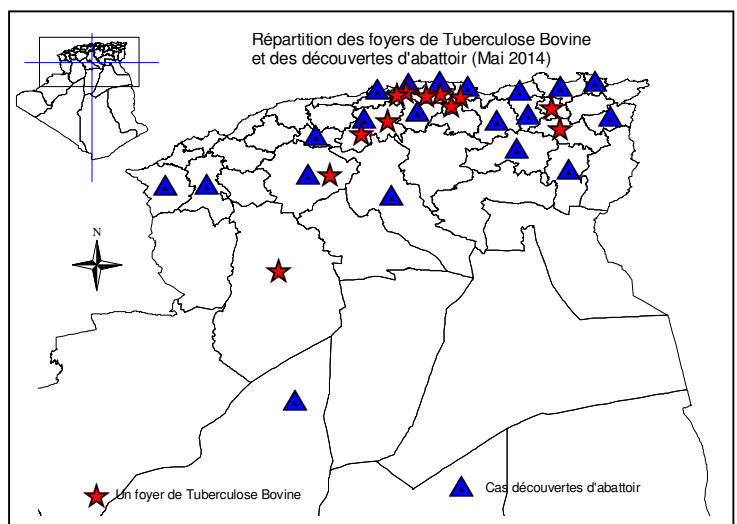 Répartition des foyers de Tuberculose Bovine
et des découvertes d'abattoir (Mai 2014)
N
Un foyer de Tuberculose Bovine
Cas découvertes d'abattoir